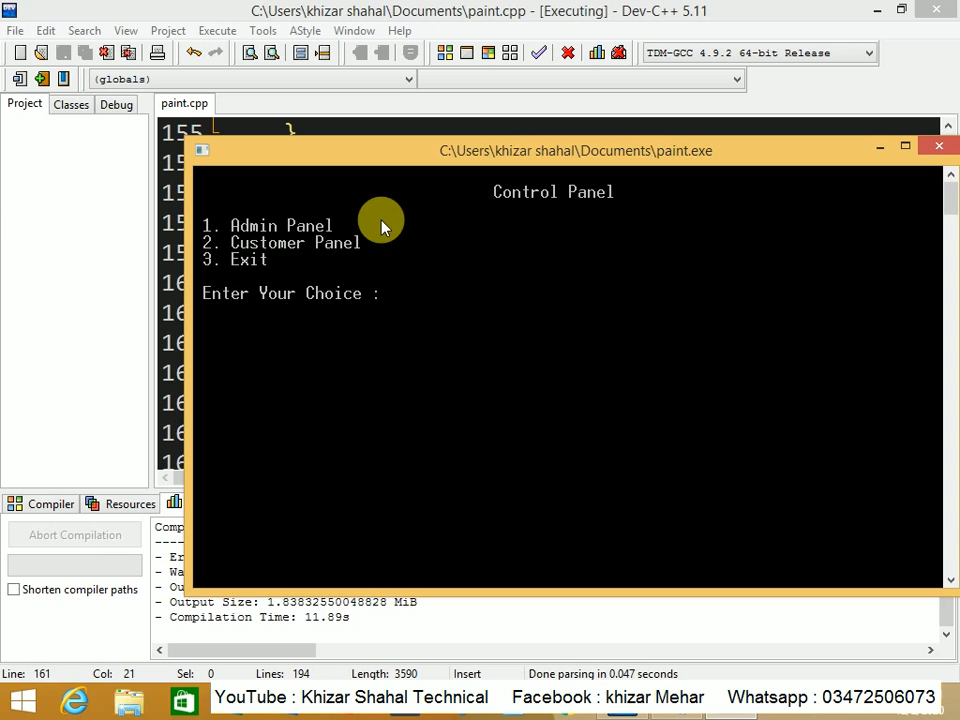 C:\Users\khizar shahal\Documents\paint.cpp - [Executing] - Dev-C++ 5.11
File Edit Search View Project Execute Tools AStyle Window Help
TDM-GCC 4.9.2 64-bit Release
(globals)
Project Classes Debug
paint.cpp
155 }
C:\Users\khizar shahal\Documents\paint.exe
Control Panel
1. Admin Panel
2. Customer Panel
3. Exit
Enter Your Choice :
Compiler Resources
Abort Compilation
Shorten compiler paths
- Output Size: 1.83832550048828 MiB
- Compilation Time: 11.89s
Line: 161 Col: 21 Sel: 0 Lines: 194 Length: 3590 Insert Done parsing in 0.047 seconds
YouTube : Khizar Shahal Technical Facebook : khizar Mehar Whatsapp : 03472506073